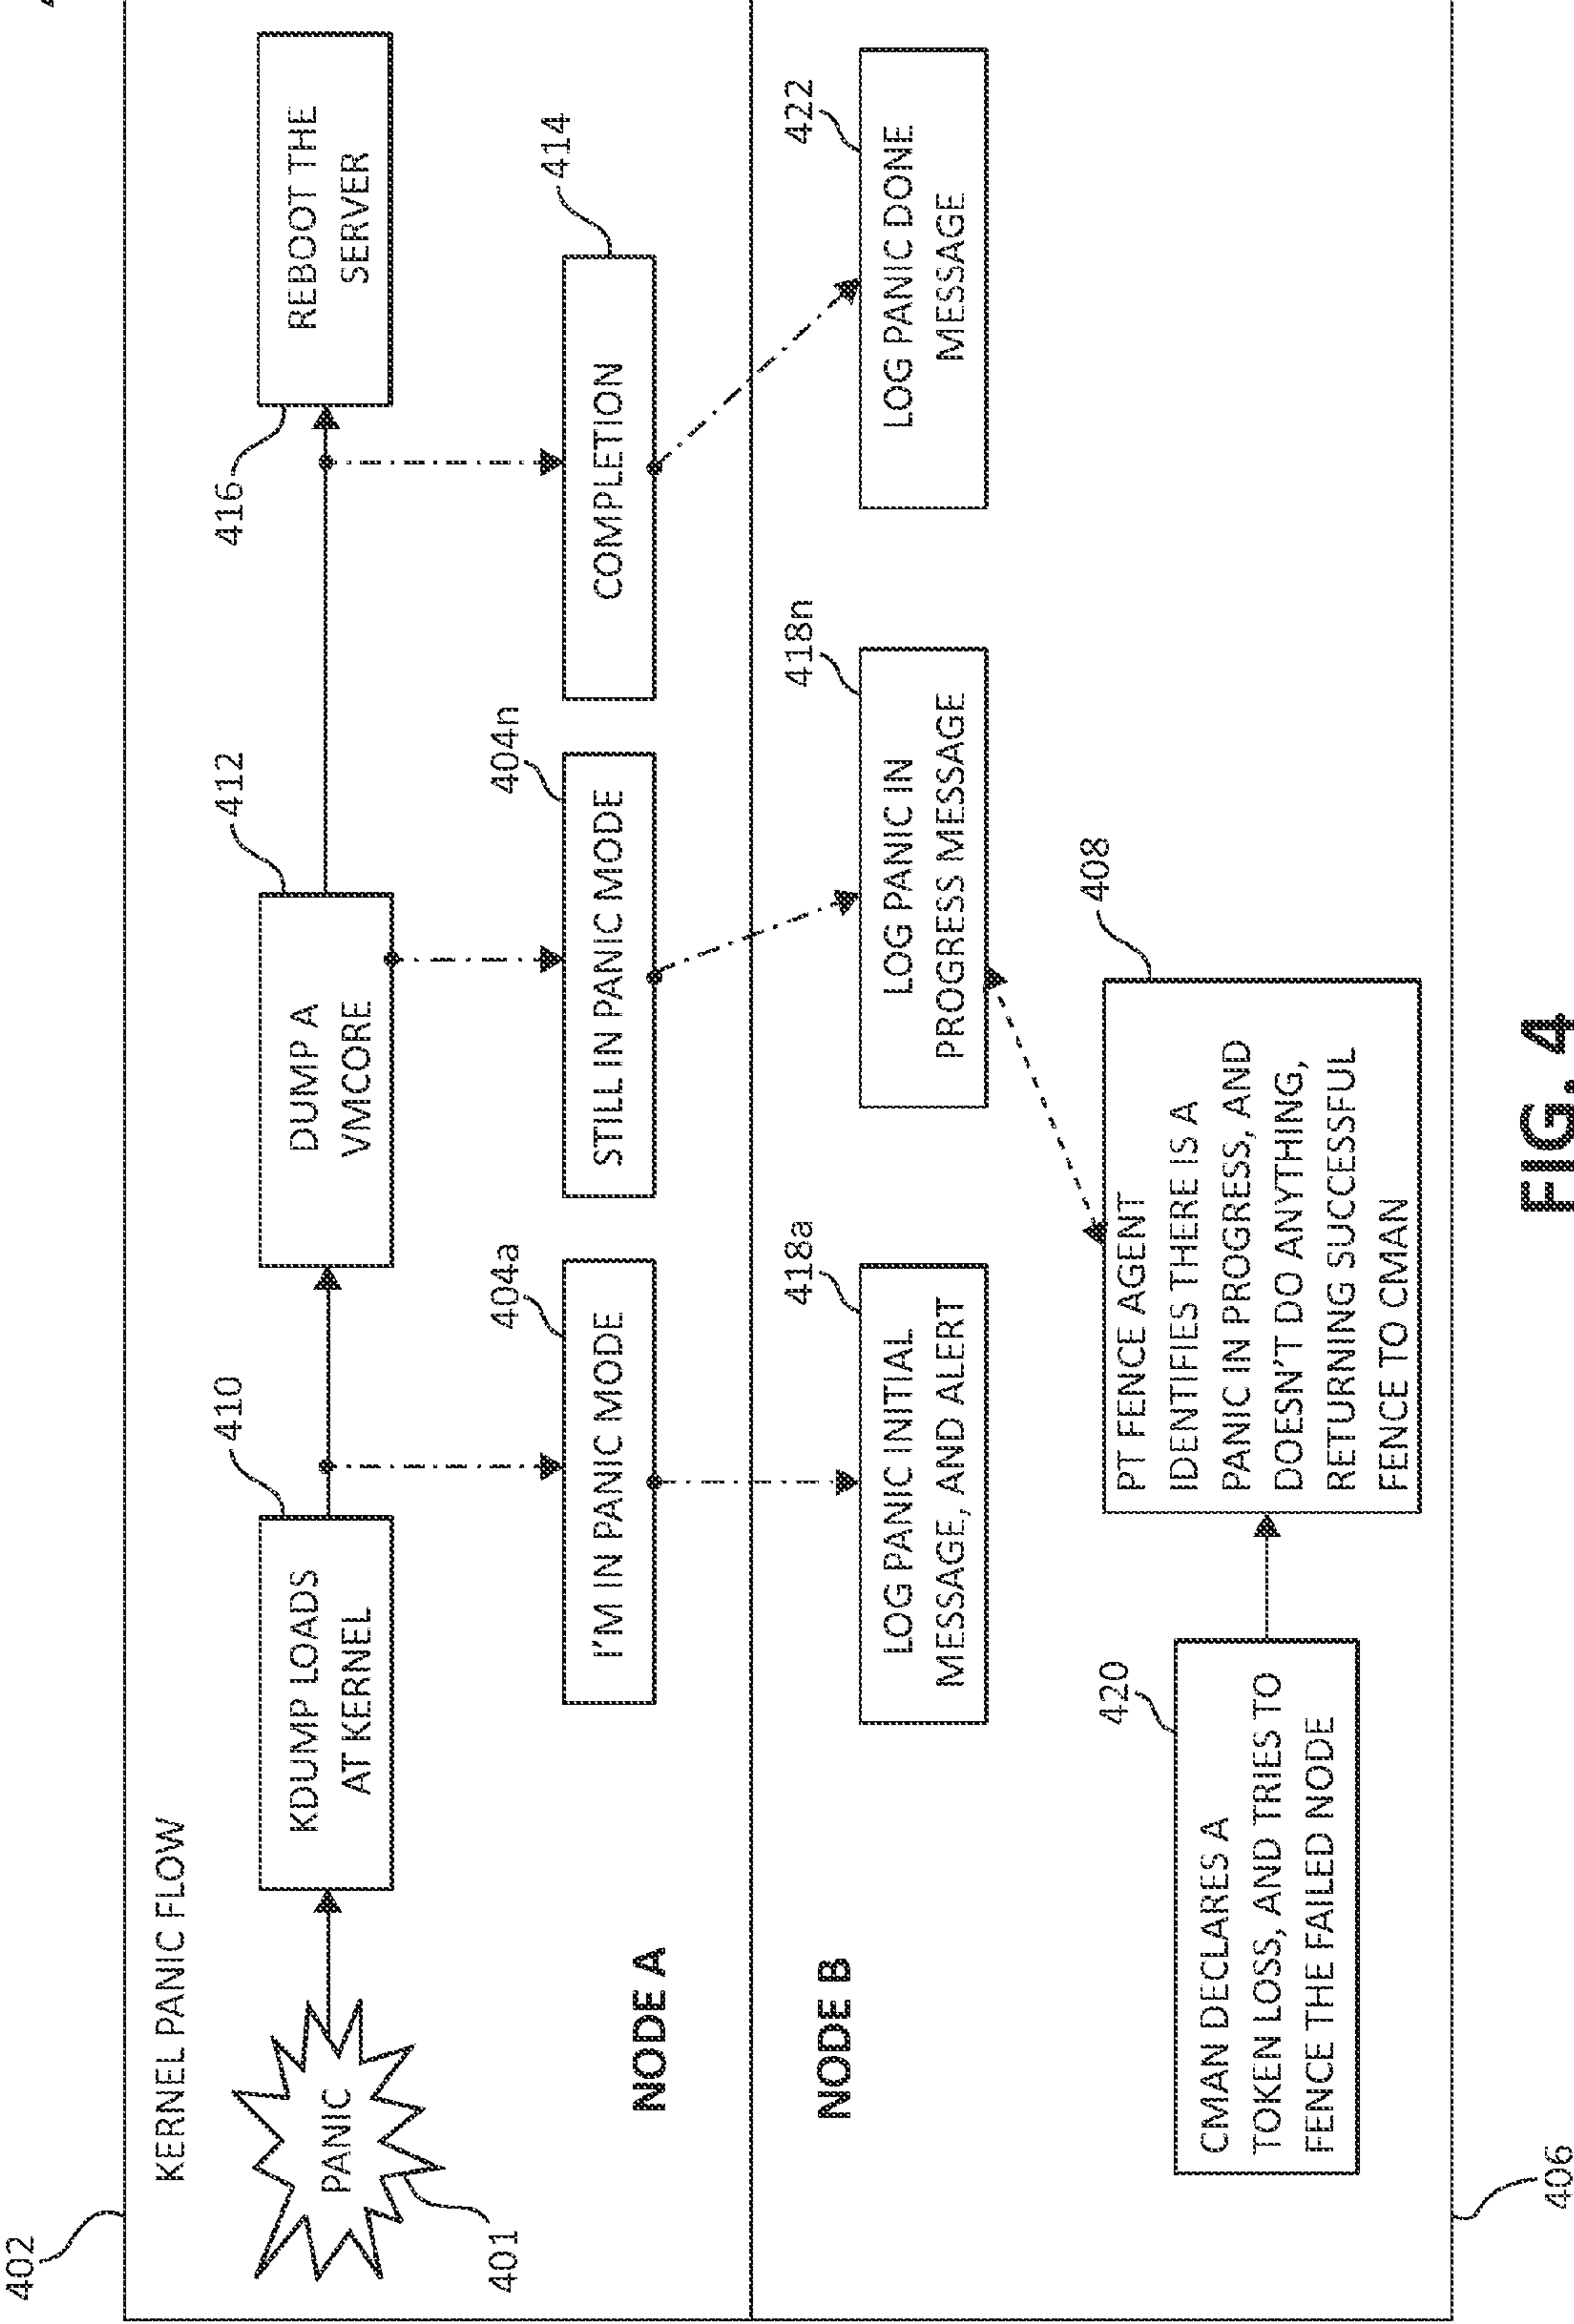 402
KERNEL PANIC FLOW
PANIC
401
410
KDUMP LOADS
AT KERNEL
412
DUMP A
VMCORE
416
REBOOT THE
SERVER
404a
I'M IN PANIC MODE
404n
STILL IN PANIC MODE
414
COMPLETION
NODE A
NODE B
418a
LOG PANIC INITIAL
MESSAGE, AND ALERT
418n
LOG PANIC IN
PROGRESS MESSAGE
422
LOG PANIC DONE
MESSAGE
420
CMAN DECLARES A
TOKEN LOSS, AND TRIES TO
FENCE THE FAILED NODE
408
PT FENCE AGENT
IDENTIFIES THERE IS A
PANIC IN PROGRESS, AND
DOESN'T DO ANYTHING,
RETURNING SUCCESSFUL
FENCE TO CMAN
406
FIG. 4